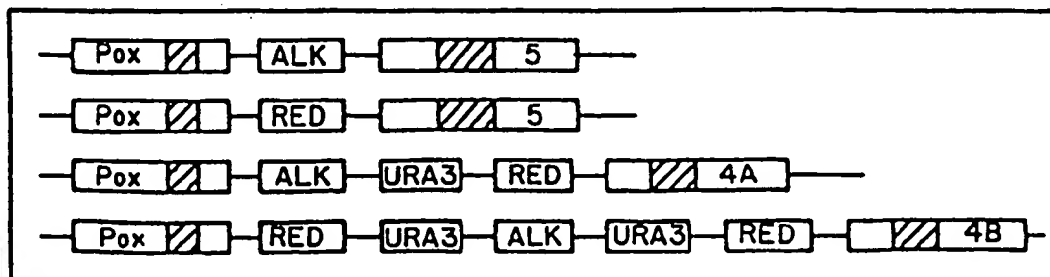 Pox ALK 5
Pox RED 5
Pox ALK URA3 RED 4A
Pox RED URA3 ALK URA3 RED 4B